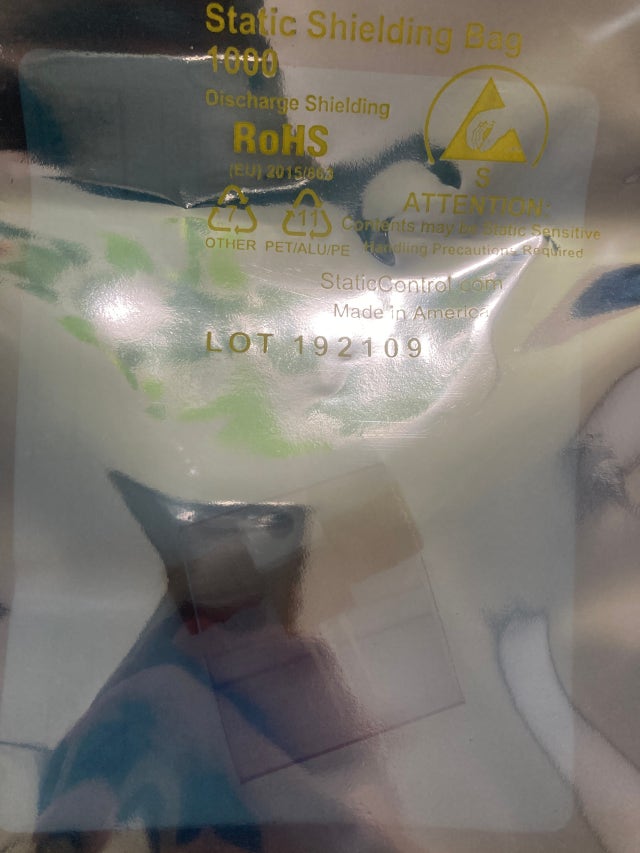 Static Shielding Bag
1000
Discharge Shielding
RoHS
(EU) 2015/863
S
ATTENTION:
7
11
Contents may be Static Sensitive
OTHER PET/ALU/PE
Handling Precautions Required
StaticControl.com
Made in America
LOT 192109